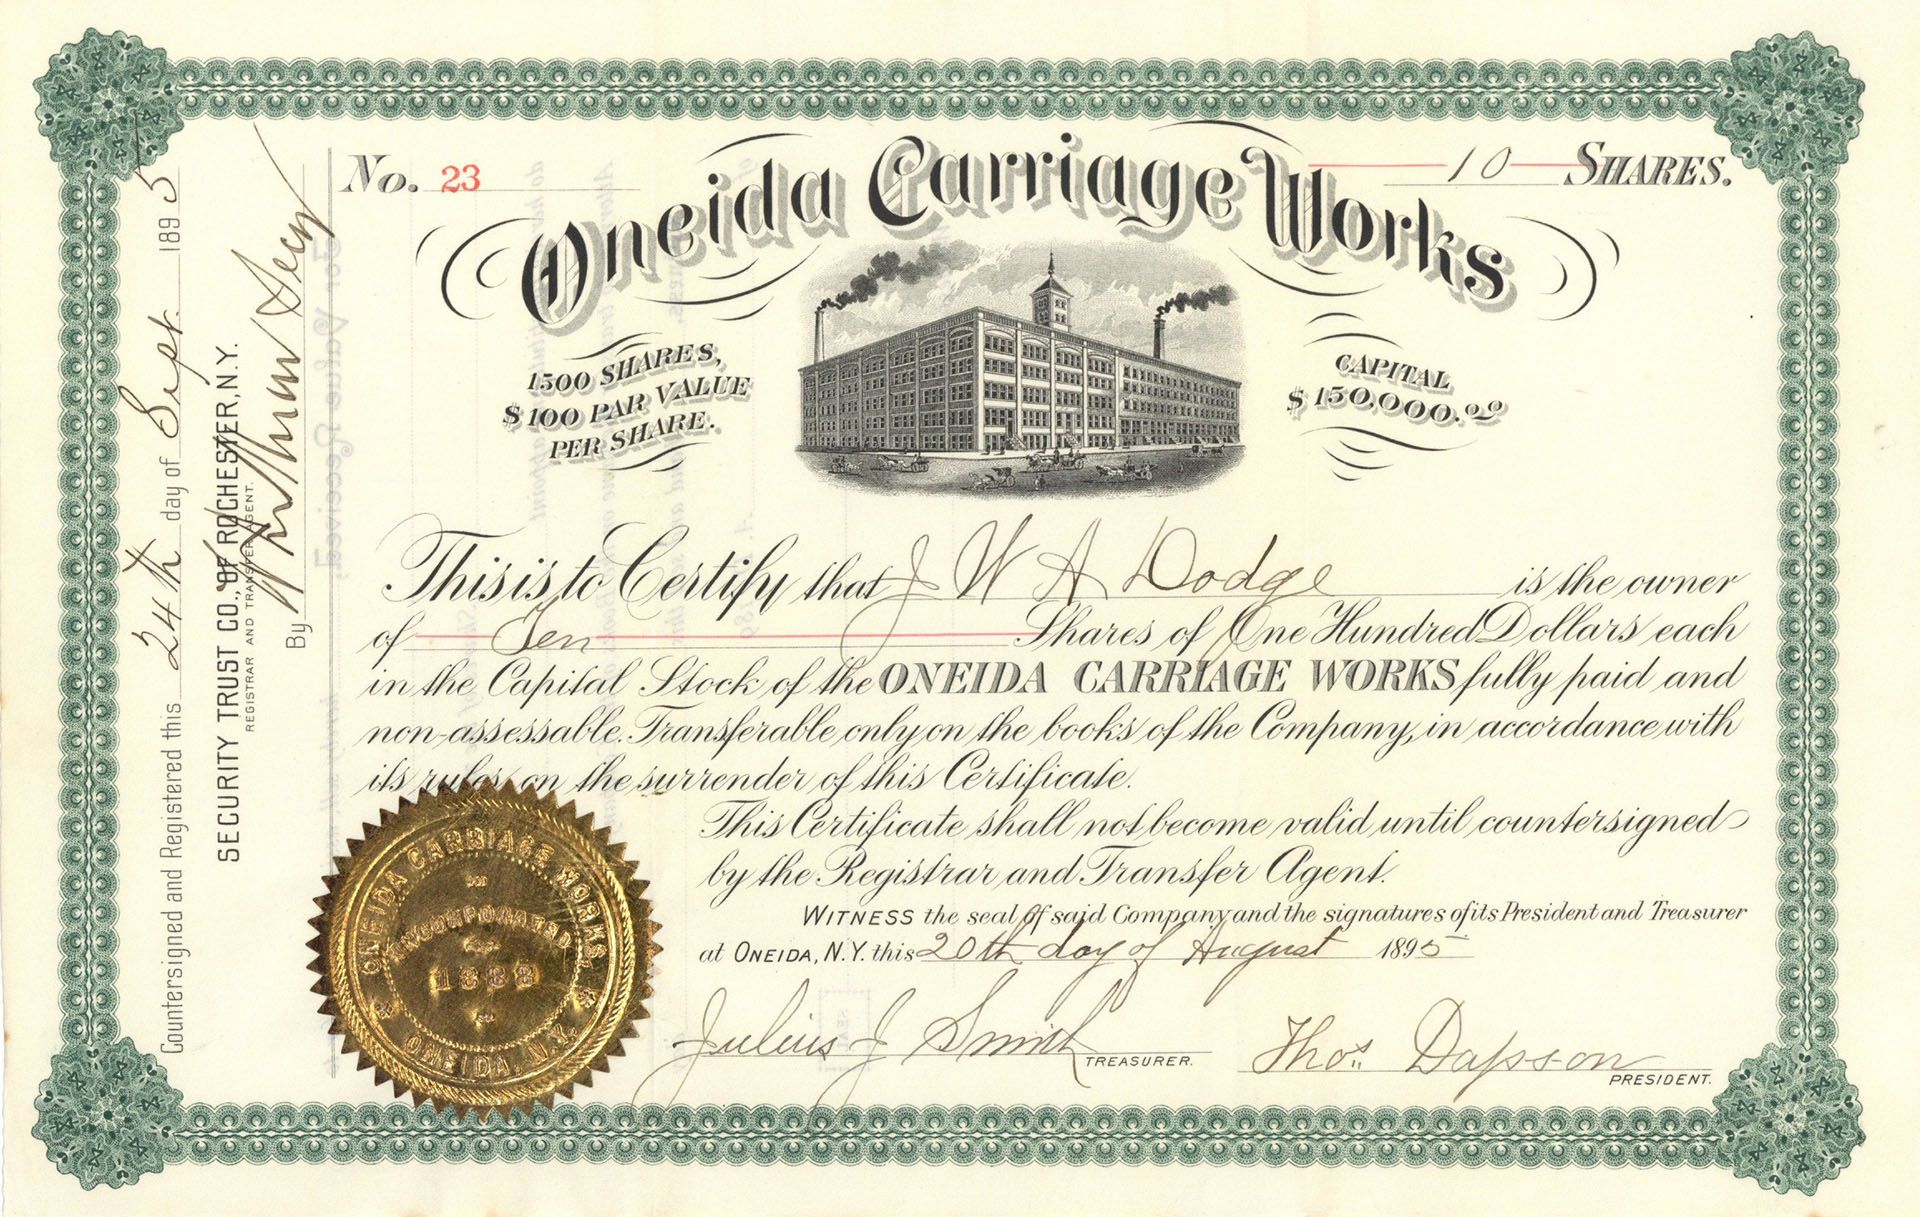 No. 23
10 SHARES.
Oneida Carriage Works
1500 SHARES,
$100 PAR VALUE
PER SHARE.
CAPITAL
$150,000.00
This is to Certify that J W A Dodge is the owner
of Ten Shares of One Hundred Dollars each
in the Capital Stock of the ONEIDA CARRIAGE WORKS fully paid and
non-assessable. Transferable only on the books of the Company, in accordance with
its rules, on the surrender of this Certificate.
This Certificate shall not become valid until countersigned
by the Registrar and Transfer Agent.
WITNESS the seal of said Company and the signatures of its President and Treasurer
at ONEIDA, N.Y. this 20th day of August 1895
Julius J Smith TREASURER.
Thos. Dapson
PRESIDENT.
Countersigned and Registered this 24th day of Sept. 1895
SECURITY TRUST CO., OF ROCHESTER, N.Y.
REGISTRAR AND TRANSFER AGENT.
By
ONEIDA CARRIAGE WORKS,
INCORPORATED
1888
ONEIDA, N.Y.